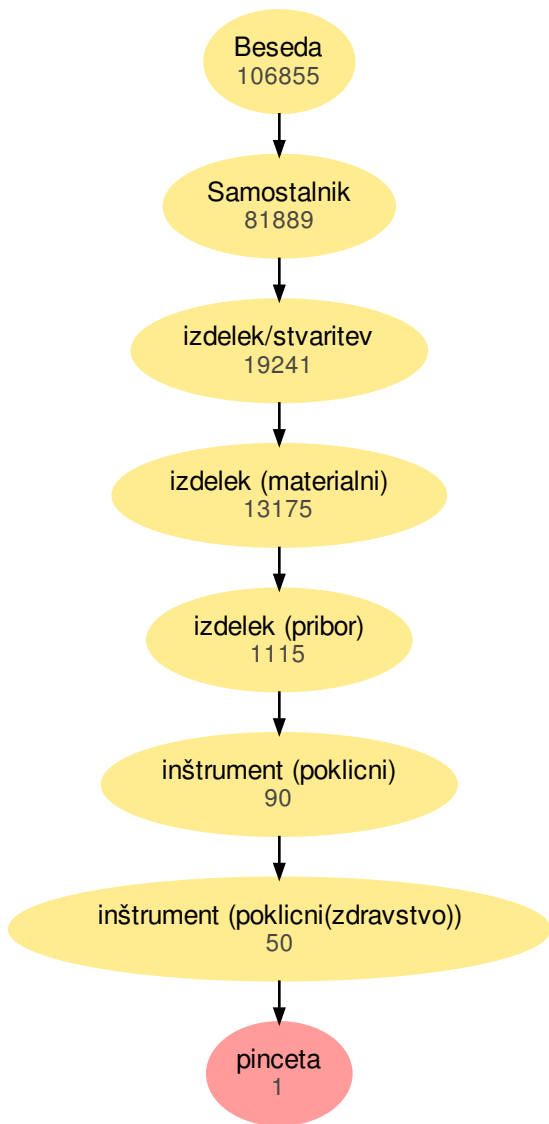 Beseda
106855
Samostalnik
81889
izdelek/stvaritev
19241
izdelek (materialni)
13175
izdelek (pribor)
1115
inštrument (poklicni)
90
inštrument (poklicni(zdravstvo))
50
pinceta
1